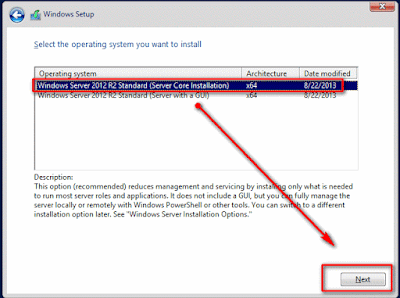 Windows Setup
Select the operating system you want to install
Operating system Architecture Date modified
Windows Server 2012 R2 Standard (Server Core Installation) x64 8/22/2013
Windows Server 2012 R2 Standard (Server with a GUI) x64 8/22/2013
Description:
This option (recommended) reduces management and servicing by installing only what is needed
to run most server roles and applications. It does not include a GUI, but you can fully manage the
server locally or remotely with Windows PowerShell or other tools. You can switch to a different
installation option later. See "Windows Server Installation Options."
Next